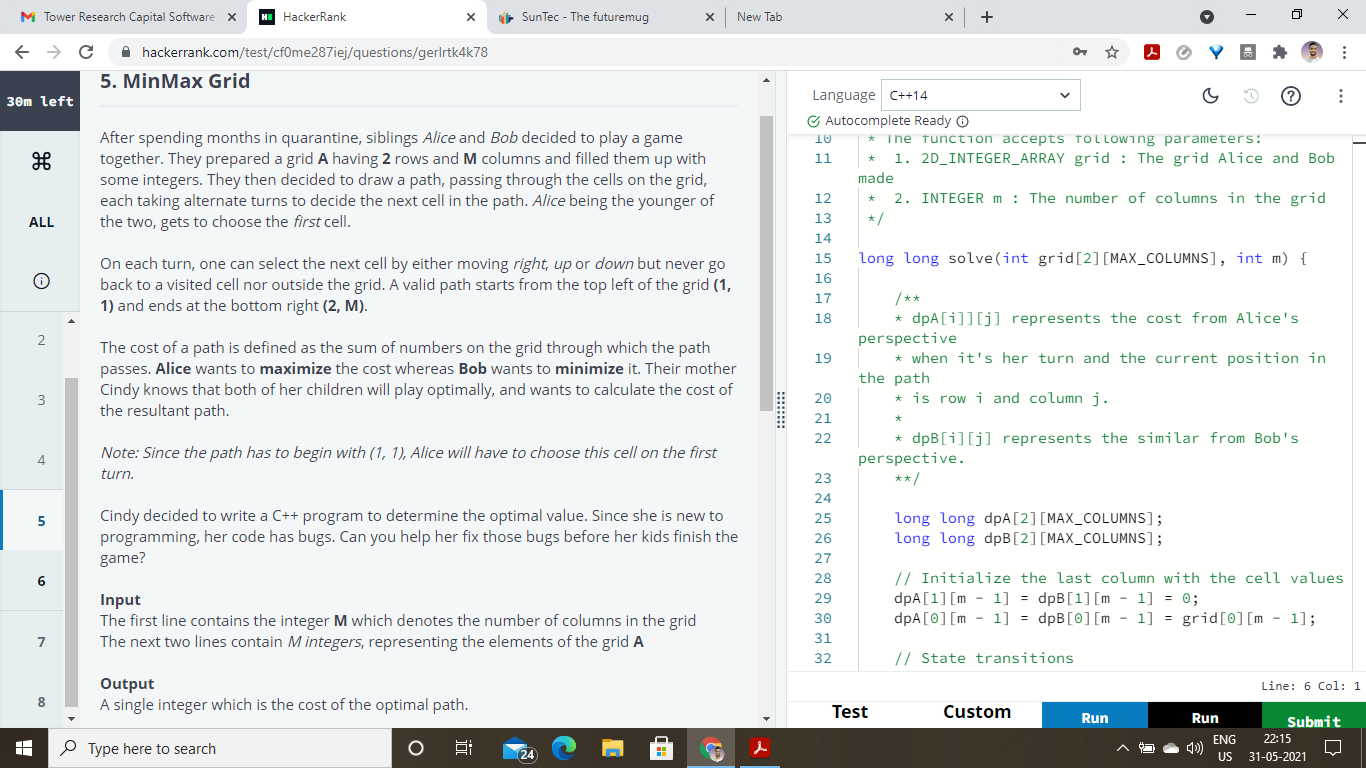 Tower Research Capital Software
HackerRank
SunTec - The futuremug
New Tab
hackerrank.com/test/cf0me287iej/questions/gerlrtk4k78
30m left
ALL
2
3
4
5
6
7
8
5. MinMax Grid
After spending months in quarantine, siblings Alice and Bob decided to play a game
together. They prepared a grid A having 2 rows and M columns and filled them up with
some integers. They then decided to draw a path, passing through the cells on the grid,
each taking alternate turns to decide the next cell in the path. Alice being the younger of
the two, gets to choose the first cell.
On each turn, one can select the next cell by either moving right, up or down but never go
back to a visited cell nor outside the grid. A valid path starts from the top left of the grid (1,
1) and ends at the bottom right (2, M).
The cost of a path is defined as the sum of numbers on the grid through which the path
passes. Alice wants to maximize the cost whereas Bob wants to minimize it. Their mother
Cindy knows that both of her children will play optimally, and wants to calculate the cost of
the resultant path.
Note: Since the path has to begin with (1, 1), Alice will have to choose this cell on the first
turn.
Cindy decided to write a C++ program to determine the optimal value. Since she is new to
programming, her code has bugs. Can you help her fix those bugs before her kids finish the
game?
Input
The first line contains the integer M which denotes the number of columns in the grid
The next two lines contain M integers, representing the elements of the grid A
Output
A single integer which is the cost of the optimal path.
Language C++14
Autocomplete Ready
10 * The function accepts following parameters:
11 * 1. 2D_INTEGER_ARRAY grid : The grid Alice and Bob
made
12 * 2. INTEGER m : The number of columns in the grid
13 */
14
15 long long solve(int grid[2][MAX_COLUMNS], int m) {
16
17 /**
18 * dpA[i]][j] represents the cost from Alice's
perspective
19 * when it's her turn and the current position in
the path
20 * is row i and column j.
21 *
22 * dpB[i][j] represents the similar from Bob's
perspective.
23 **/
24
25 long long dpA[2][MAX_COLUMNS];
26 long long dpB[2][MAX_COLUMNS];
27
28 // Initialize the last column with the cell values
29 dpA[1][m - 1] = dpB[1][m - 1] = 0;
30 dpA[0][m - 1] = dpB[0][m - 1] = grid[0][m - 1];
31
32 // State transitions
Line: 6 Col: 1
Test
Custom
Run
Run
Submit
Type here to search
24
ENG
US
22:15
31-05-2021